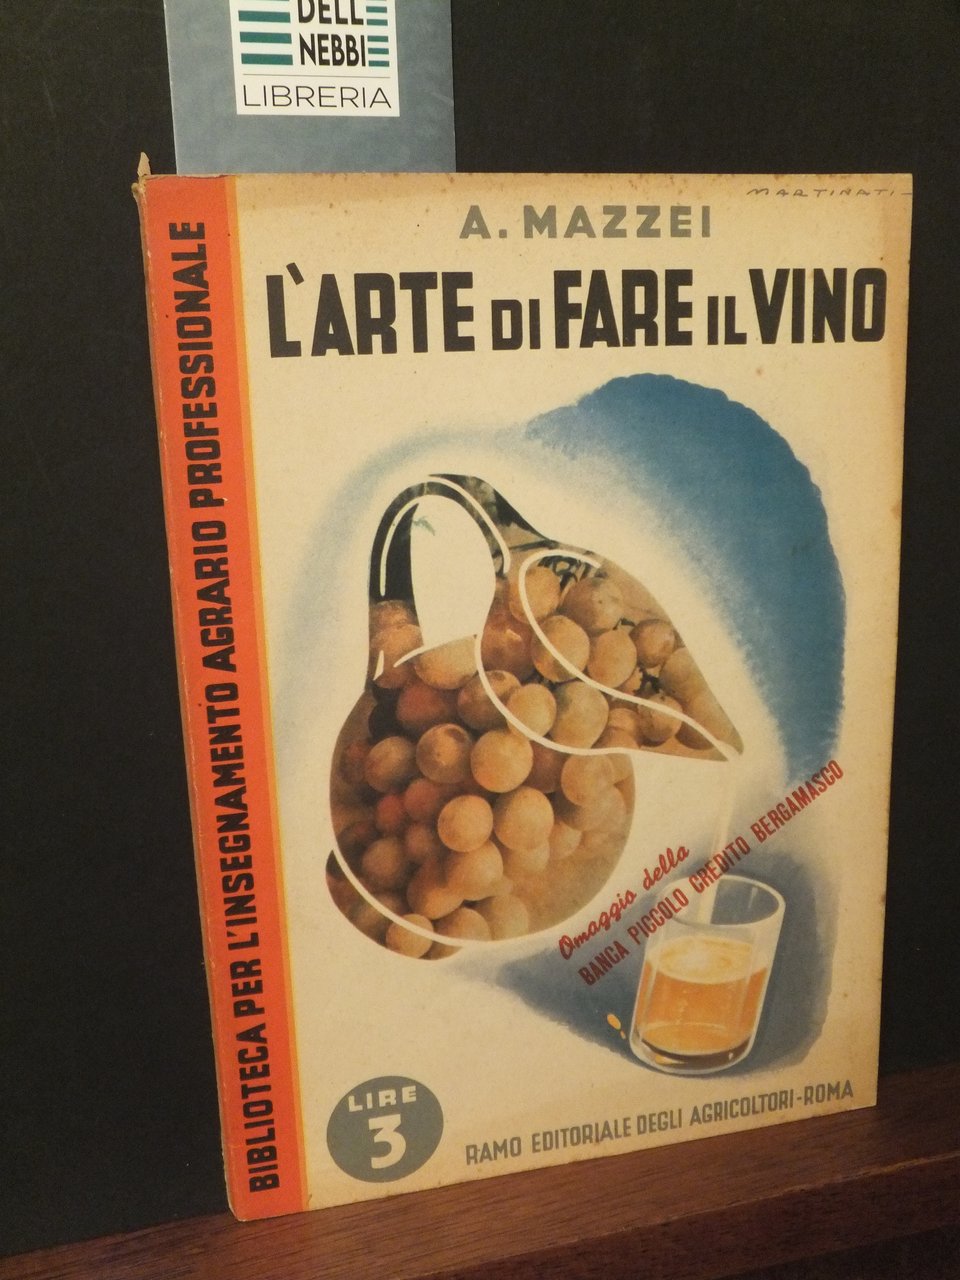 DELL
NEBBI
LIBRERIA
MARTINATI
A. MAZZEI
L'ARTE DI FARE IL VINO
BIBLIOTECA PER L'INSEGNAMENTO AGRARIO PROFESSIONALE
Omaggio della
BANCA PICCOLO CREDITO BERGAMASCO
LIRE
3
RAMO EDITORIALE DEGLI AGRICOLTORI-ROMA